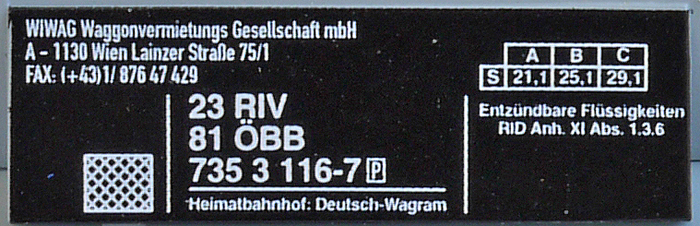 WIWAG Waggonvermietungs Gesellschaft mbH
A – 1130 Wien Lainzer Straße 75/1
FAX: (+43)1/ 876 47 429
23 RIV
81 ÖBB
735 3 116-7 P
Heimatbahnhof: Deutsch-Wagram
A B C
S 21,1 25,1 29,1
Entzündbare Flüssigkeiten
RID Anh. XI Abs. 1.3.6